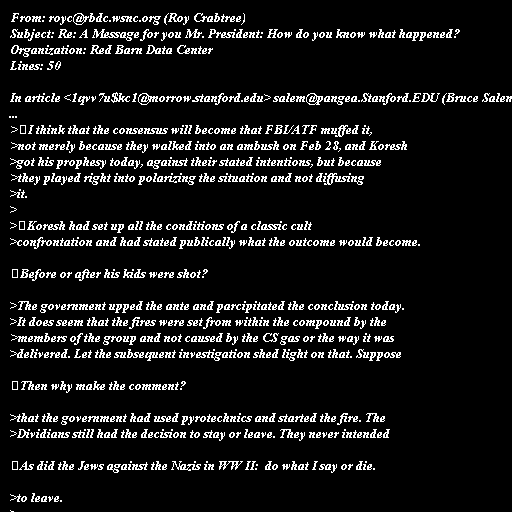 From: royc@rbdc.wsnc.org (Roy Crabtree)
Subject: Re: A Message for you Mr. President: How do you know what happened?
Organization: Red Barn Data Center
Lines: 50

In article <1qvv7u$kc1@morrow.stanford.edu> salem@pangea.Stanford.EDU (Bruce Salem
...
>I think that the consensus will become that FBI/ATF muffed it,
>not merely because they walked into an ambush on Feb 28, and Koresh
>got his prophesy today, against their stated intentions, but because
>they played right into polarizing the situation and not diffusing
>it.
>
>Koresh had set up all the conditions of a classic cult
>confrontation and had stated publically what the outcome would become.

Before or after his kids were shot?

>The government upped the ante and parcipitated the conclusion today.
>It does seem that the fires were set from within the compound by the
>members of the group and not caused by the CS gas or the way it was
>delivered. Let the subsequent investigation shed light on that. Suppose

Then why make the comment?

>that the government had used pyrotechnics and started the fire. The
>Dividians still had the decision to stay or leave. They never intended

As did the Jews against the Nazis in WW II:  do what I say or die.

>to leave.